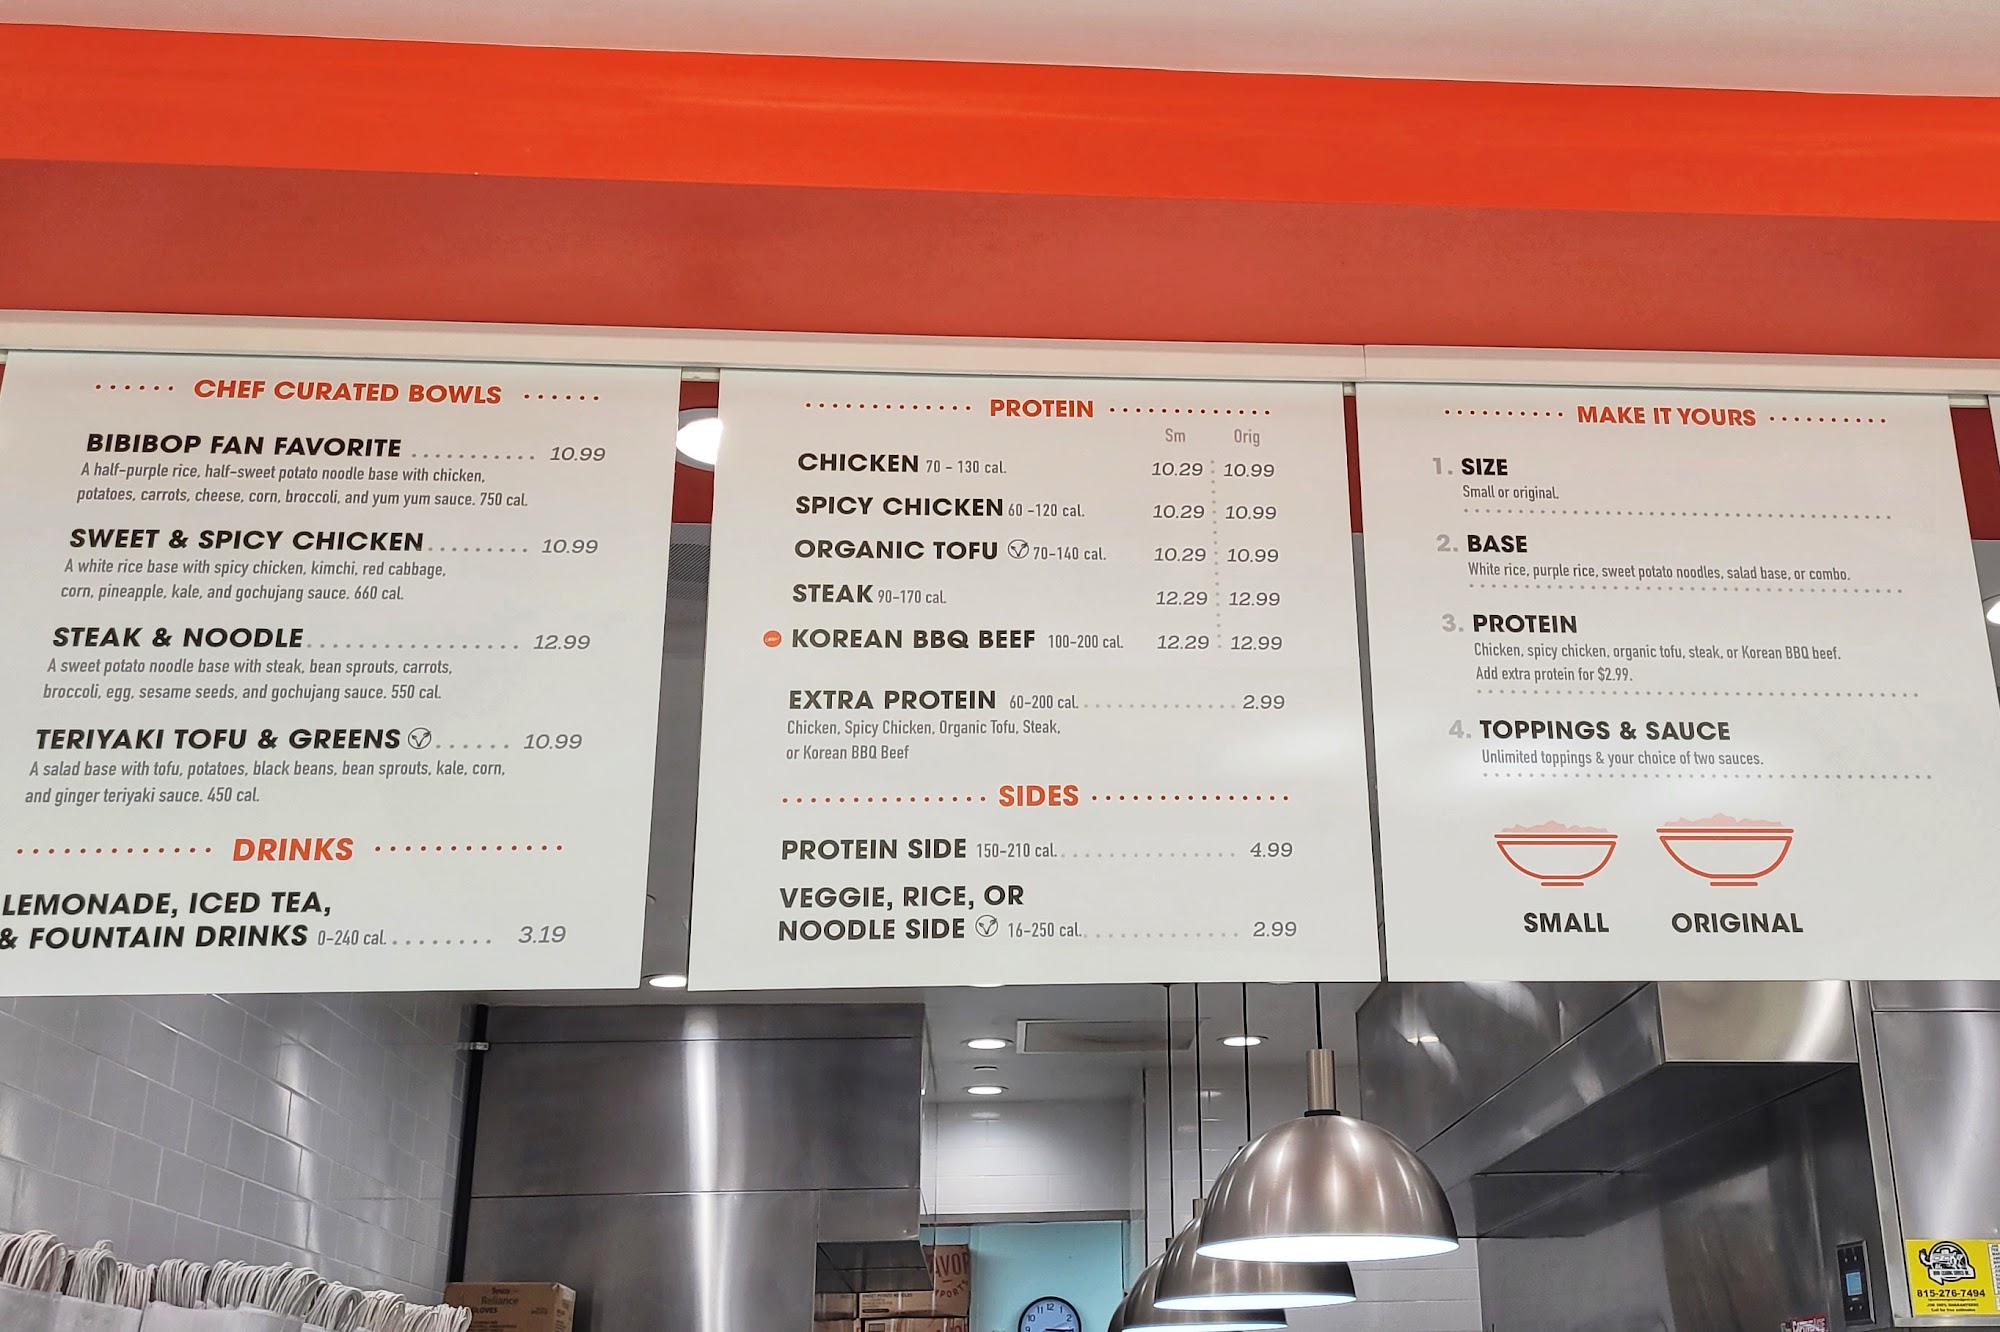 CHEF CURATED BOWLS
BIBIBOP FAN FAVORITE 10.99
A half-purple rice, half-sweet potato noodle base with chicken,
potatoes, carrots, cheese, corn, broccoli, and yum yum sauce. 750 cal.
SWEET & SPICY CHICKEN 10.99
A white rice base with spicy chicken, kimchi, red cabbage,
corn, pineapple, kale, and gochujang sauce. 660 cal.
STEAK & NOODLE 12.99
A sweet potato noodle base with steak, bean sprouts, carrots,
broccoli, egg, sesame seeds, and gochujang sauce. 550 cal.
TERIYAKI TOFU & GREENS 10.99
A salad base with tofu, potatoes, black beans, bean sprouts, kale, corn,
and ginger teriyaki sauce. 450 cal.
DRINKS
LEMONADE, ICED TEA,
& FOUNTAIN DRINKS 0-240 cal. 3.19
PROTEIN
Sm Orig
CHICKEN 70 - 130 cal. 10.29 10.99
SPICY CHICKEN 60 -120 cal. 10.29 10.99
ORGANIC TOFU 70-140 cal. 10.29 10.99
STEAK 90-170 cal. 12.29 12.99
KOREAN BBQ BEEF 100-200 cal. 12.29 12.99
EXTRA PROTEIN 60-200 cal. 2.99
Chicken, Spicy Chicken, Organic Tofu, Steak,
or Korean BBQ Beef
SIDES
PROTEIN SIDE 150-210 cal. 4.99
VEGGIE, RICE, OR
NOODLE SIDE 16-250 cal. 2.99
MAKE IT YOURS
1. SIZE
Small or original.
2. BASE
White rice, purple rice, sweet potato noodles, salad base, or combo.
3. PROTEIN
Chicken, spicy chicken, organic tofu, steak, or Korean BBQ beef.
Add extra protein for $2.99.
4. TOPPINGS & SAUCE
Unlimited toppings & your choice of two sauces.
SMALL ORIGINAL
Sysco
Reliance
GLOVES
10 11 12 1 2
815-276-7494